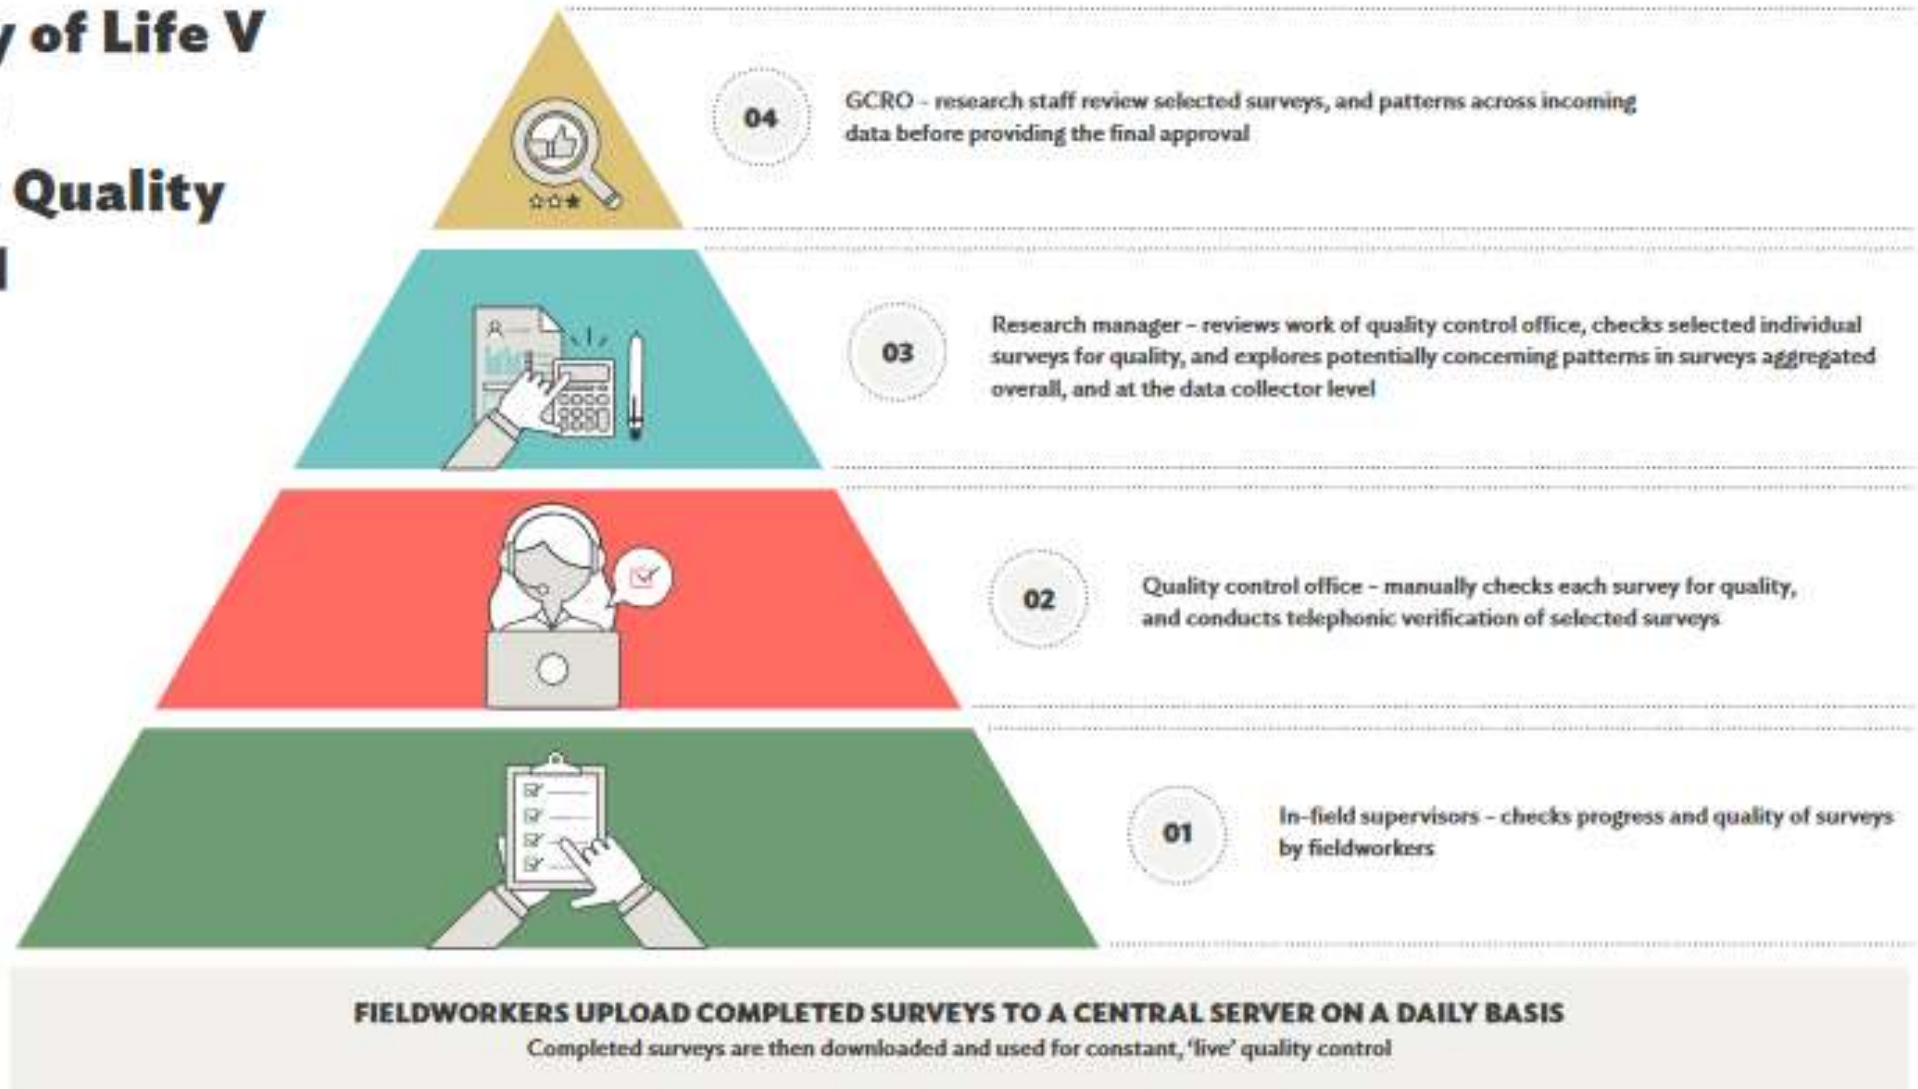 y of Life V
Quality
04
GCRO - research staff review selected surveys, and patterns across incoming
data before providing the final approval
03
Research manager – reviews work of quality control office, checks selected individual
surveys for quality, and explores potentially concerning patterns in surveys aggregated
overall, and at the data collector level
02
Quality control office – manually checks each survey for quality,
and conducts telephonic verification of selected surveys
01
In-field supervisors – checks progress and quality of surveys
by fieldworkers
FIELDWORKERS UPLOAD COMPLETED SURVEYS TO A CENTRAL SERVER ON A DAILY BASIS
Completed surveys are then downloaded and used for constant, ‘live’ quality control